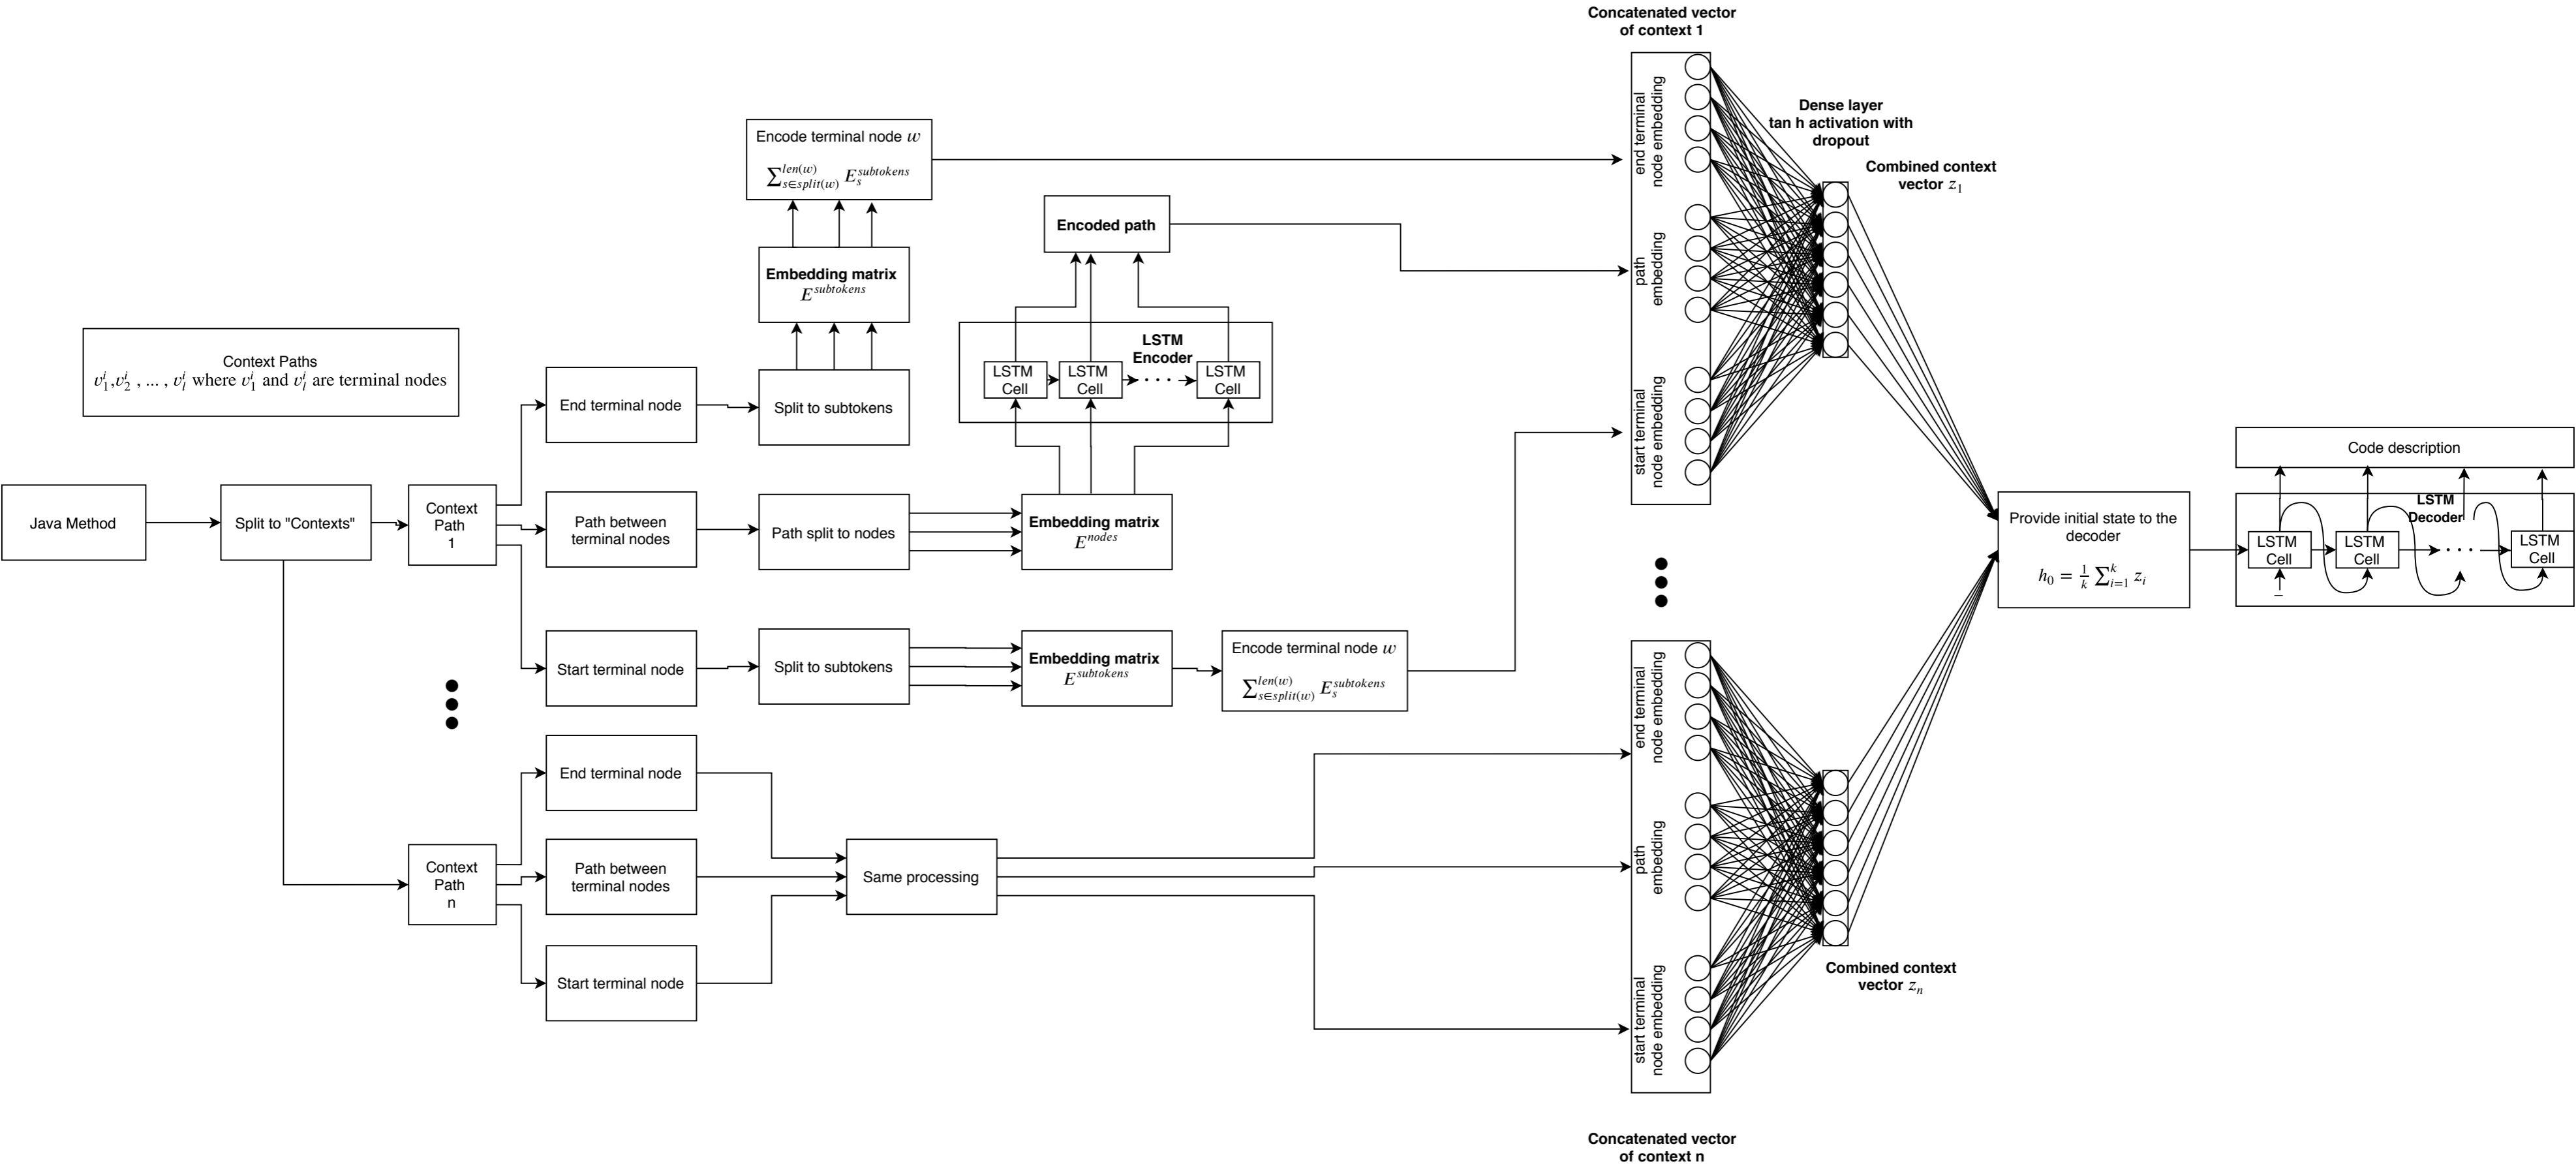 Concatenated vector
of context 1
end terminal
node embedding
path
embedding
start terminal
node embedding
Dense layer
tan h activation with
dropout
Combined context
vector z₁
Encode terminal node w
∑_{s∈split(w)}^{len(w)} E_s^{subtokens}
Embedding matrix
E^{subtokens}
Encoded path
LSTM
Encoder
LSTM
Cell
LSTM
Cell
. . .
LSTM
Cell
Context Paths
v_1^i,v_2^i , ... , v_l^i where v_1^i and v_l^i are terminal nodes
End terminal node
Split to subtokens
Java Method
Split to "Contexts"
Context
Path
1
Path between
terminal nodes
Path split to nodes
Embedding matrix
E^{nodes}
Start terminal node
Split to subtokens
Embedding matrix
E^{subtokens}
Encode terminal node w
∑_{s∈split(w)}^{len(w)} E_s^{subtokens}
Provide initial state to the
decoder
h_0 = \frac{1}{k} ∑_{i=1}^{k} z_i
Code description
LSTM
Decoder
LSTM
Cell
LSTM
Cell
. . .
LSTM
Cell
_
End terminal node
Context
Path
n
Path between
terminal nodes
Same processing
Start terminal node
end terminal
node embedding
path
embedding
start terminal
node embedding
Combined context
vector z_n
Concatenated vector
of context n